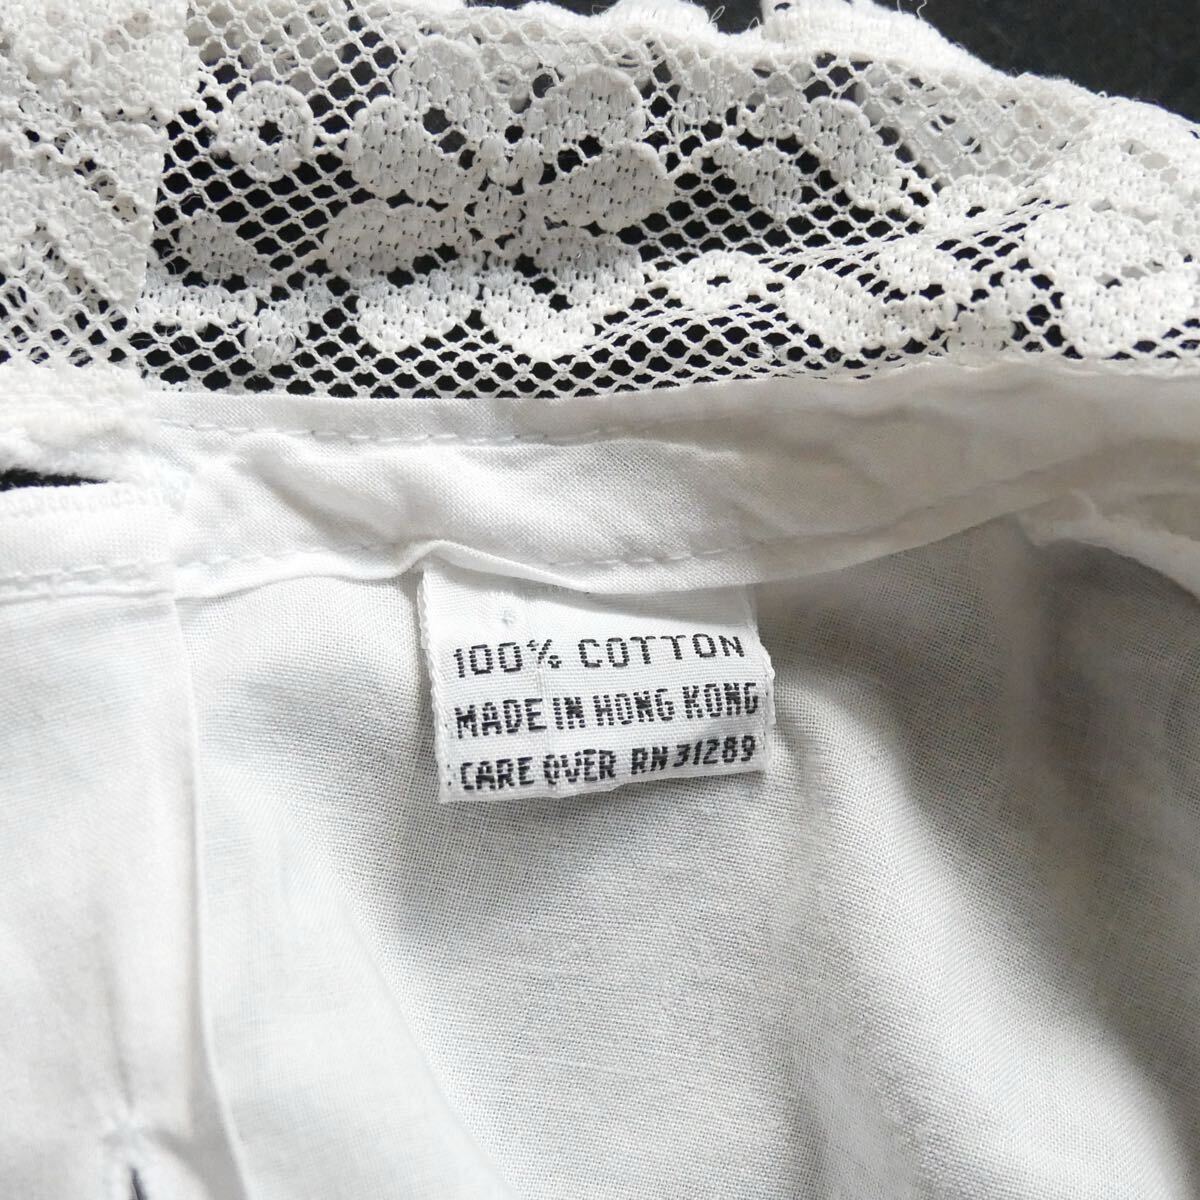 100% COTTON
MADE IN HONG KONG
CARE OVER RN 31289